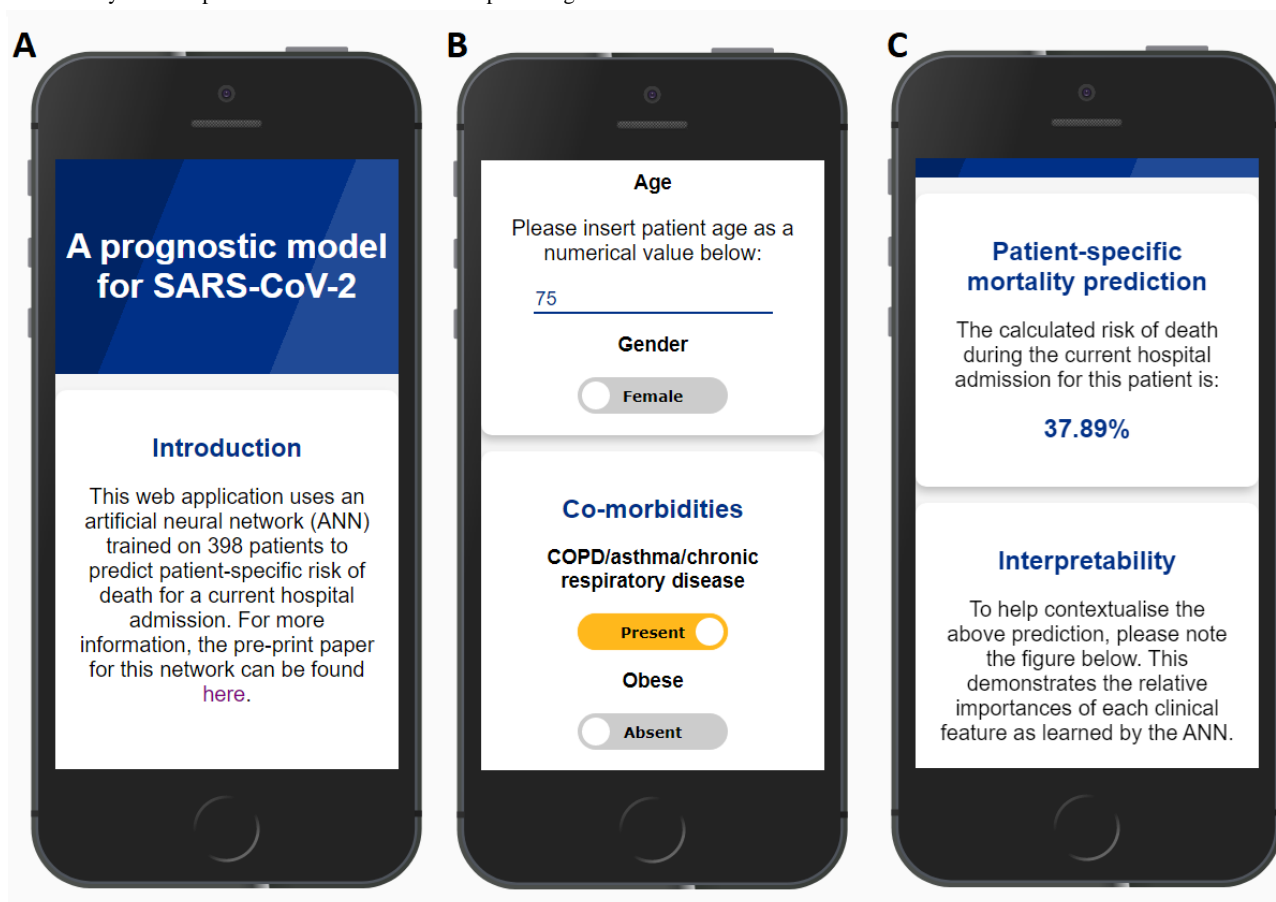 A
B
C
A prognostic model
for SARS-CoV-2
Introduction
This web application uses an
artificial neural network (ANN)
trained on 398 patients to
predict patient-specific risk of
death for a current hospital
admission. For more
information, the pre-print paper
for this network can be found
here.
Age
Please insert patient age as a
numerical value below:
75
Gender
Female
Co-morbidities
COPD/asthma/chronic
respiratory disease
Present
Obese
Absent
Patient-specific
mortality prediction
The calculated risk of death
during the current hospital
admission for this patient is:
37.89%
Interpretability
To help contextualise the
above prediction, please note
the figure below. This
demonstrates the relative
importances of each clinical
feature as learned by the ANN.